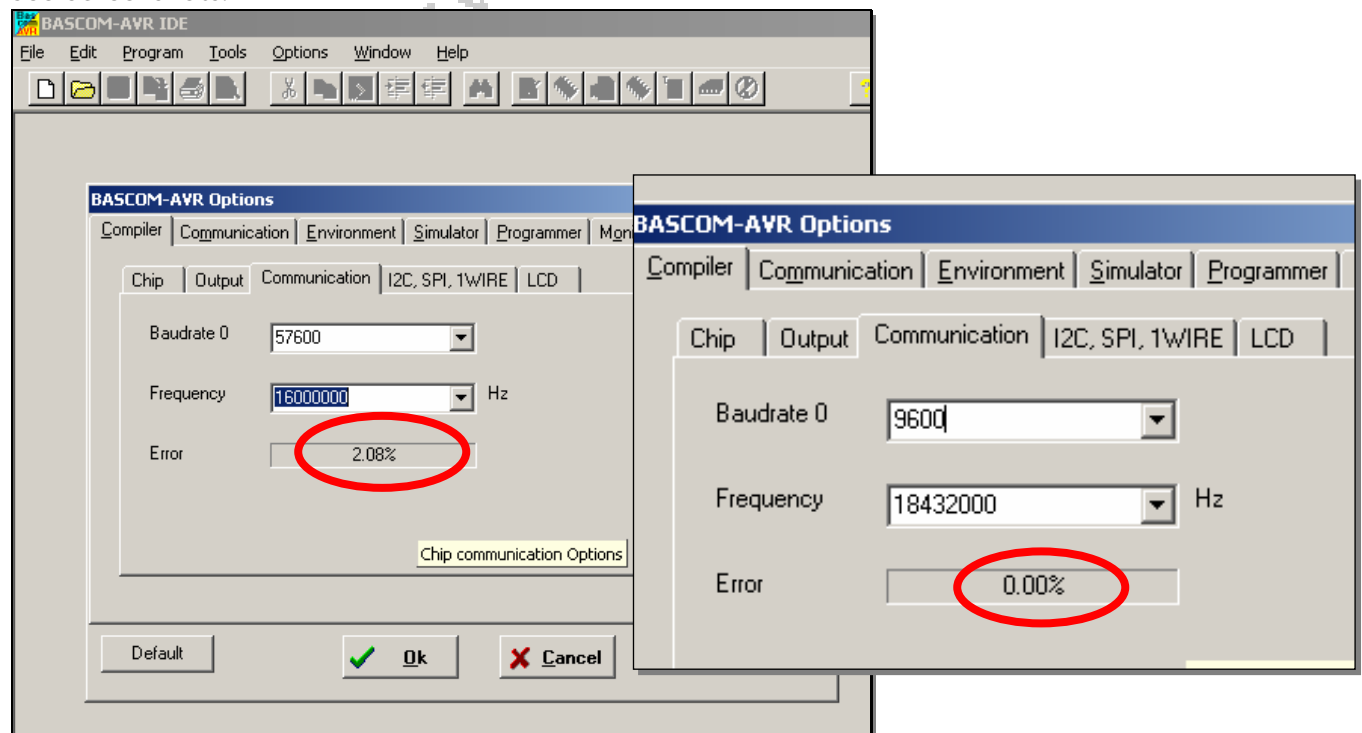 BASCOM-AVR IDE
File Edit Program Tools Options Window Help
BASCOM-AVR Options
Compiler Communication Environment Simulator Programmer Mon
Chip Output Communication I2C, SPI, 1WIRE LCD
Baudrate 0 57600
Frequency 16000000 Hz
Error 2.08%
Chip communication Options
Default Ok Cancel
BASCOM-AVR Options
Compiler Communication Environment Simulator Programmer
Chip Output Communication I2C, SPI, 1WIRE LCD
Baudrate 0 9600
Frequency 18432000 Hz
Error 0.00%